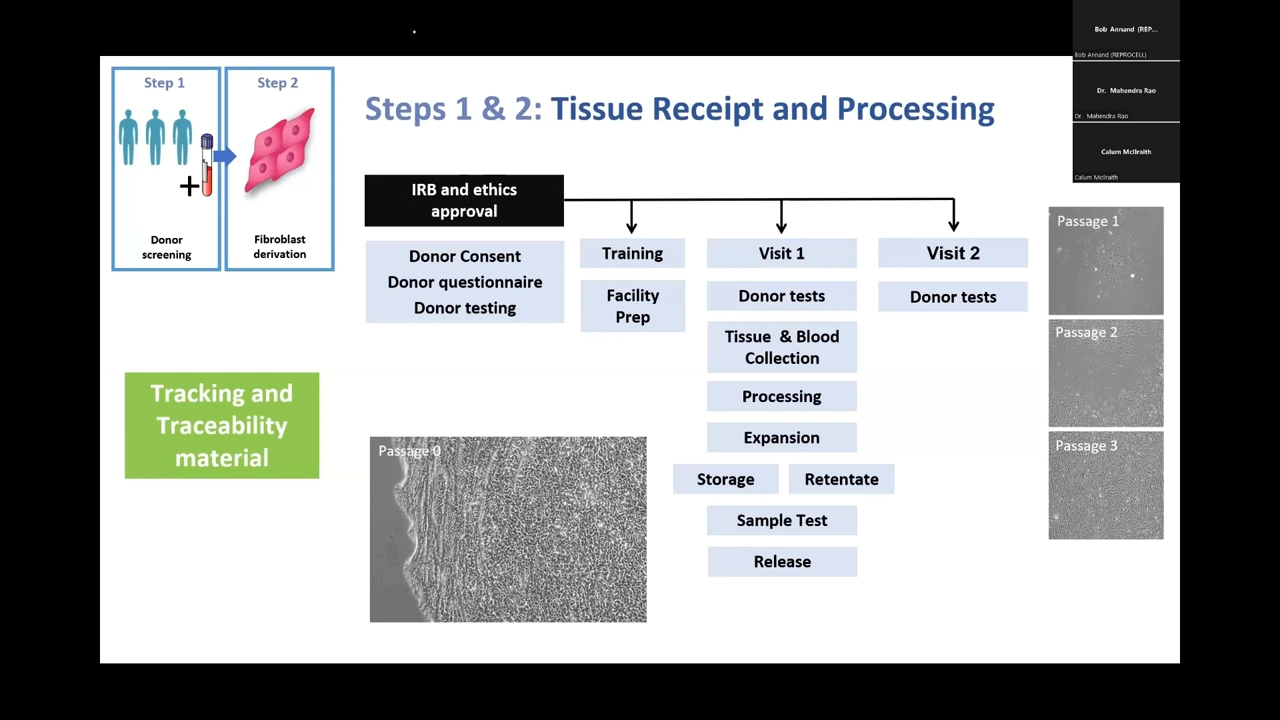 Step 1
Step 2
Donor
screening
Fibroblast
derivation
Steps 1 & 2: Tissue Receipt and Processing
IRB and ethics
approval
Donor Consent
Donor questionnaire
Donor testing
Training
Facility
Prep
Visit 1
Donor tests
Tissue & Blood
Collection
Processing
Expansion
Storage
Retentate
Sample Test
Release
Visit 2
Donor tests
Tracking and
Traceability
material
Passage 0
Passage 1
Passage 2
Passage 3
Bob Annand (REP...
Bob Annand (REPROCELL)
Dr. Mahendra Rao
Dr. Mahendra Rao
Calum McIlraith
Calum McIlraith